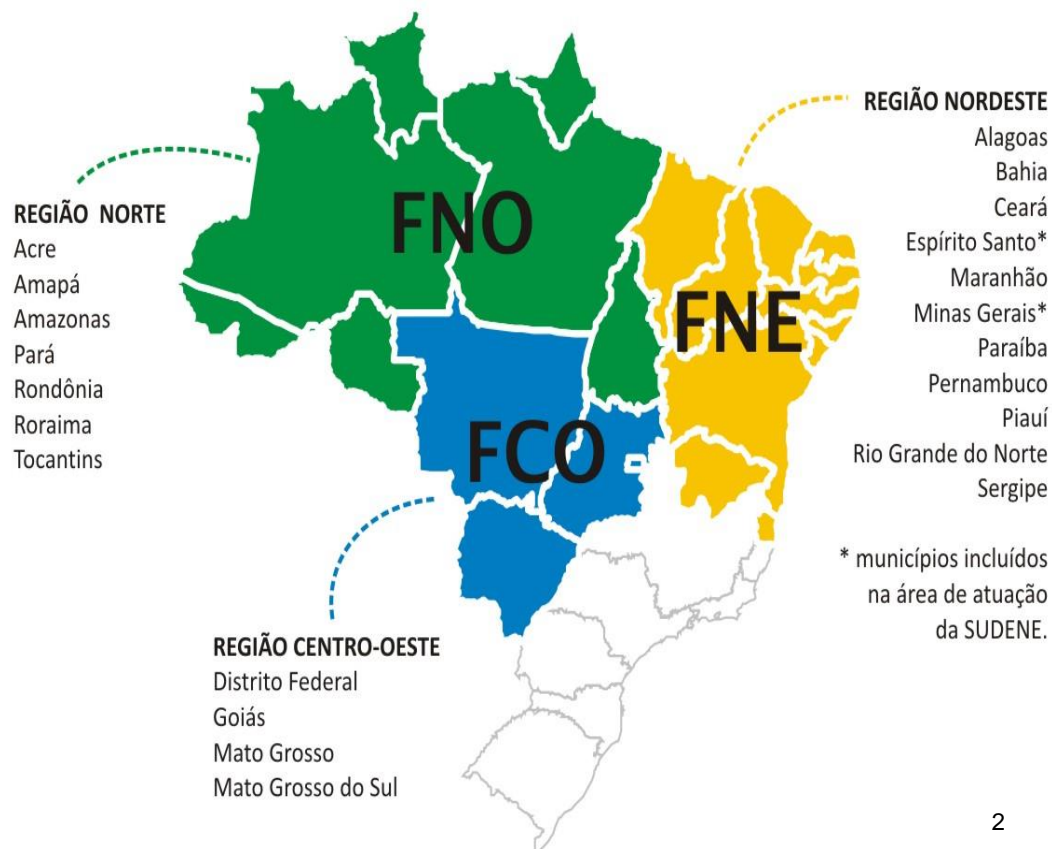 REGIÃO NORTE
Acre
Amapá
Amazonas
Pará
Rondônia
Roraima
Tocantins
FNO
FNE
FCO
REGIÃO NORDESTE
Alagoas
Bahia
Ceará
Espírito Santo*
Maranhão
Minas Gerais*
Paraíba
Pernambuco
Piauí
Rio Grande do Norte
Sergipe
* municípios incluídos
na área de atuação
da SUDENE.
REGIÃO CENTRO-OESTE
Distrito Federal
Goiás
Mato Grosso
Mato Grosso do Sul
2